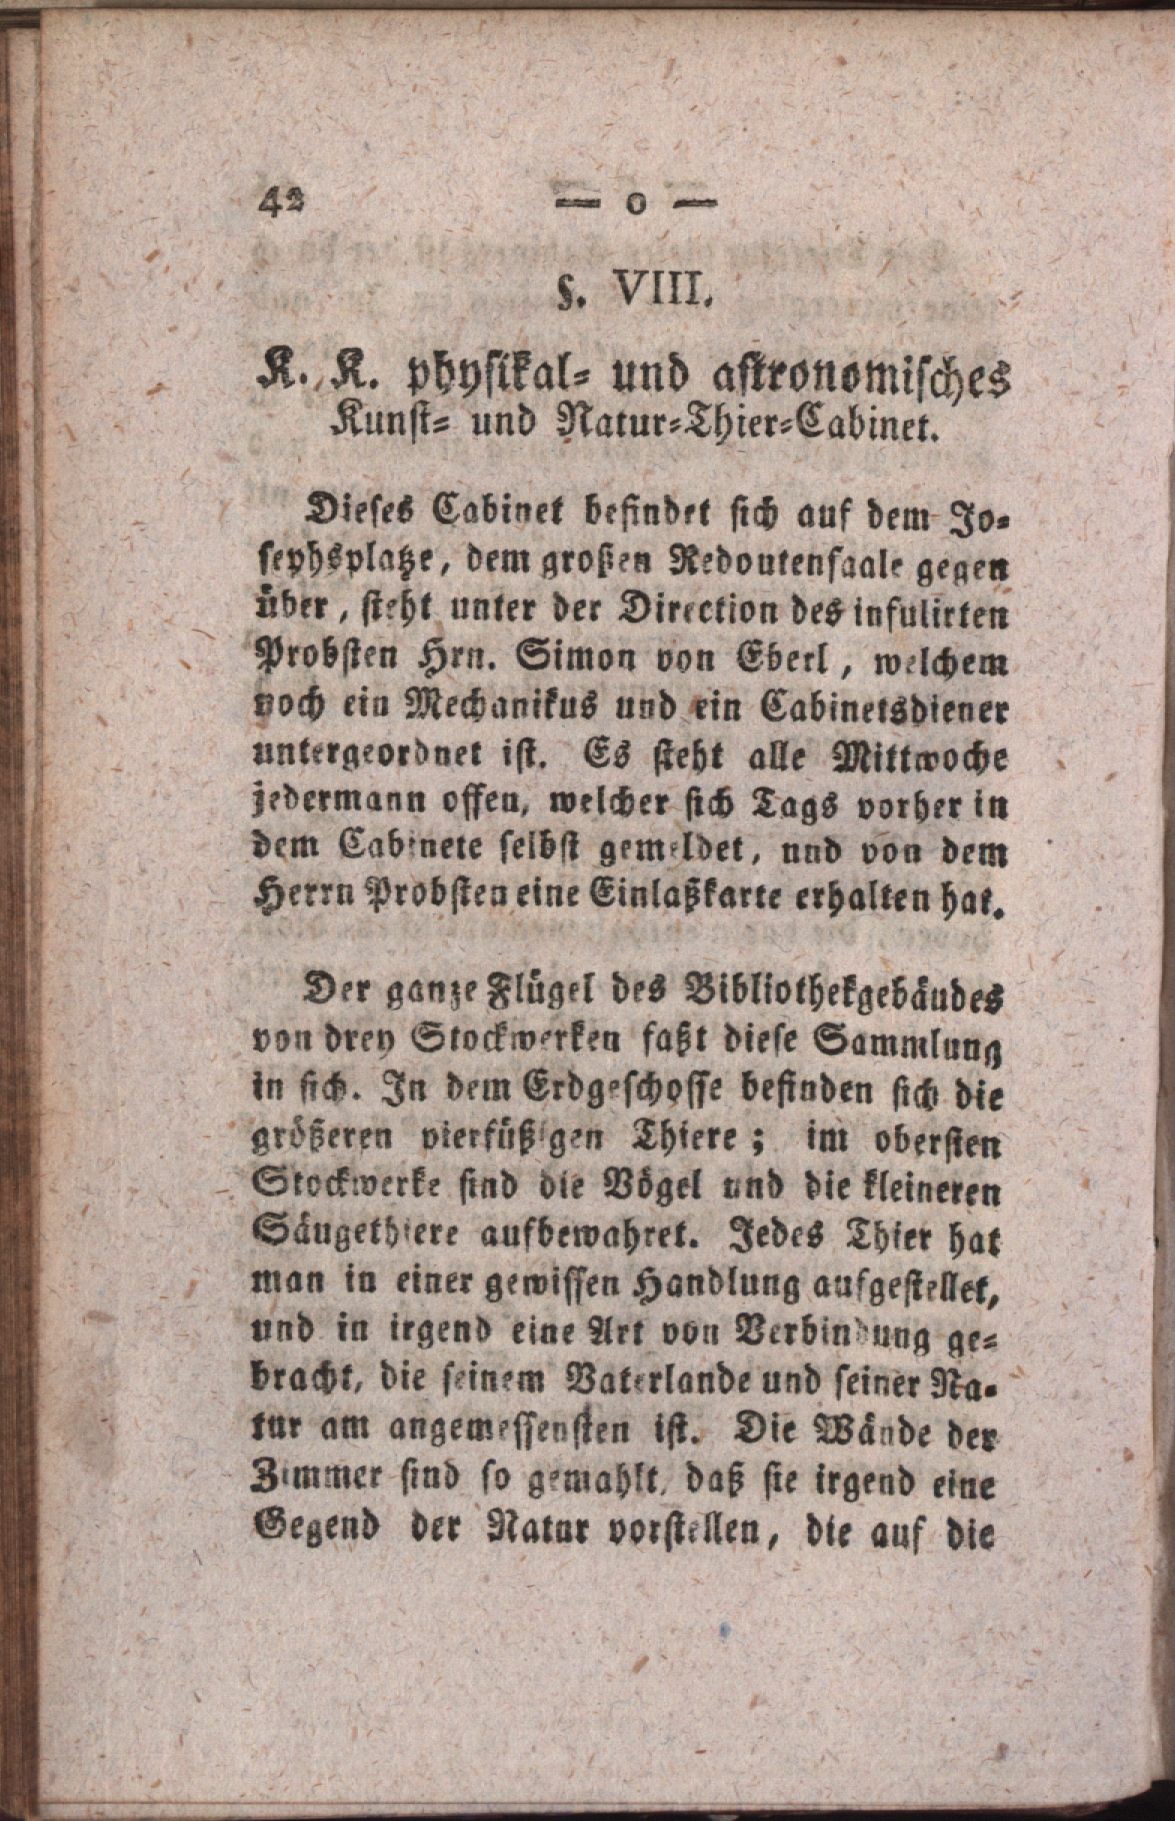 42 — o —
§. VIII.
K. K. physikal- und astronomisches
Kunst- und Natur-Thier-Cabinet.
Dieses Cabinet befindet sich auf dem Jo-
sephsplatze, dem großen Redoutensaale gegen
über, steht unter der Direction des infulirten
Probsten Hrn. Simon von Eberl, welchem
noch ein Mechanikus und ein Cabinetsdiener
untergeordnet ist. Es steht alle Mittwoche
jedermann offen, welcher sich Tags vorher in
dem Cabinete selbst gemeldet, und von dem
Herrn Probsten eine Einlaßkarte erhalten hat.
Der ganze Flügel des Bibliothekgebäudes
von drey Stockwerken faßt diese Sammlung
in sich. In dem Erdgeschosse befinden sich die
größeren vierfüßigen Thiere; im obersten
Stockwerke sind die Vögel und die kleineren
Säugethiere aufbewahret. Jedes Thier hat
man in einer gewissen Handlung aufgestellet,
und in irgend eine Art von Verbindung ge-
bracht, die seinem Vaterlande und seiner Na-
tur am angemessensten ist. Die Wände der
Zimmer sind so gemahlt, daß sie irgend eine
Gegend der Natur vorstellen, die auf die